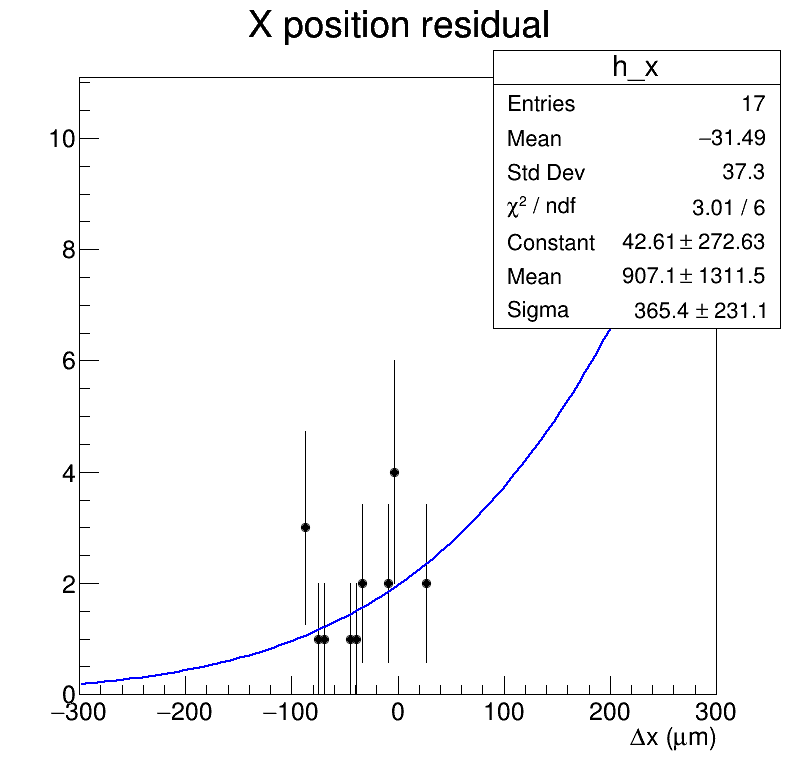 X position residual
h_x
Entries 17
Mean −31.49
Std Dev 37.3
χ² / ndf 3.01 / 6
Constant 42.61 ± 272.63
Mean 907.1 ± 1311.5
Sigma 365.4 ± 231.1
10
8
6
4
2
0
−300 −200 −100 0 100 200 300
Δx (μm)